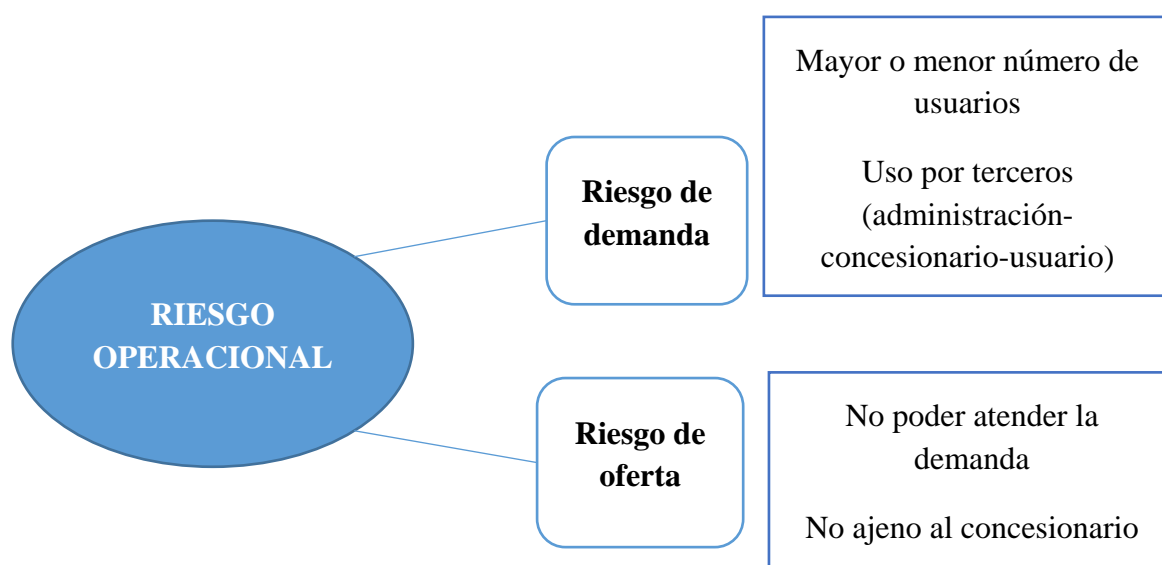 RIESGO
OPERACIONAL
Riesgo de
demanda
Mayor o menor número de
usuarios
Uso por terceros
(administración-
concesionario-usuario)
Riesgo de
oferta
No poder atender la
demanda
No ajeno al concesionario